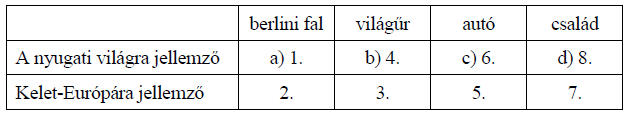 berlini fal világűr autó család
A nyugati világra jellemző a) 1. b) 4. c) 6. d) 8.
Kelet-Európára jellemző 2. 3. 5. 7.